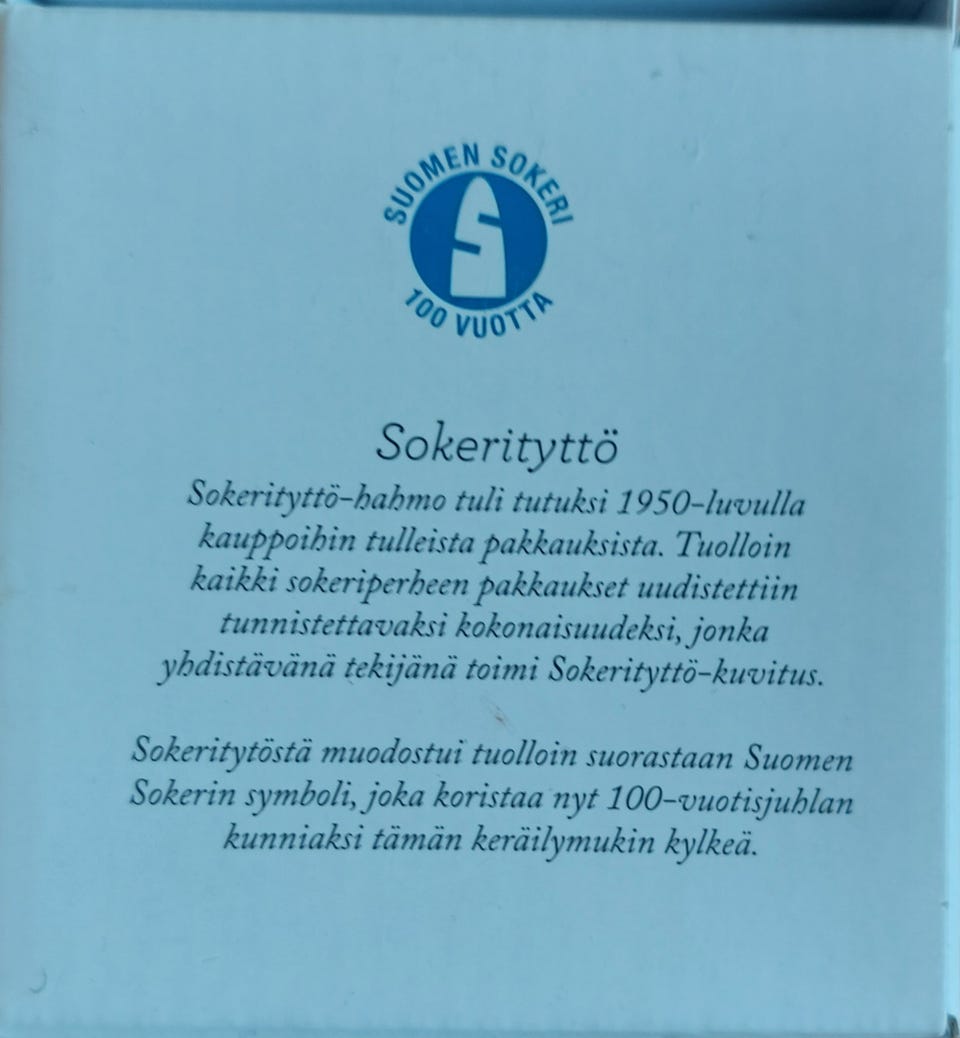 SUOMEN SOKERI
100 VUOTTA
Sokerityttö
Sokerityttö-hahmo tuli tutuksi 1950-luvulla
kauppoihin tulleista pakkauksista. Tuolloin
kaikki sokeriperheen pakkaukset uudistettiin
tunnistettavaksi kokonaisuudeksi, jonka
yhdistävänä tekijänä toimi Sokerityttö-kuvitus.
Sokeritytöstä muodostui tuolloin suorastaan Suomen
Sokerin symboli, joka koristaa nyt 100-vuotisjuhlan
kunniaksi tämän keräilymukin kylkeä.